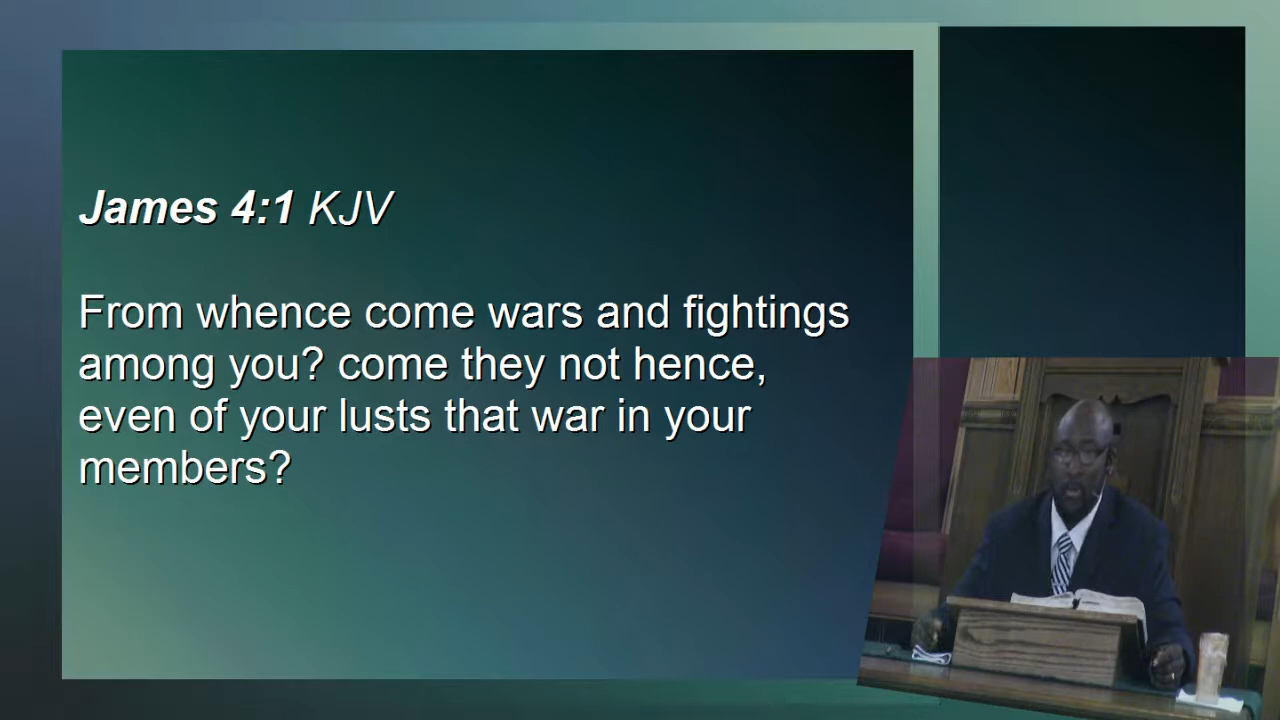 James 4:1 KJV
From whence come wars and fightings
among you? come they not hence,
even of your lusts that war in your
members?